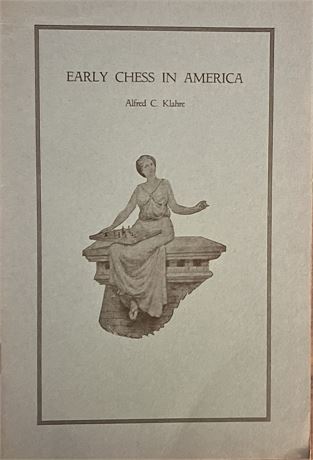 EARLY CHESS IN AMERICA
Alfred C. Klahre